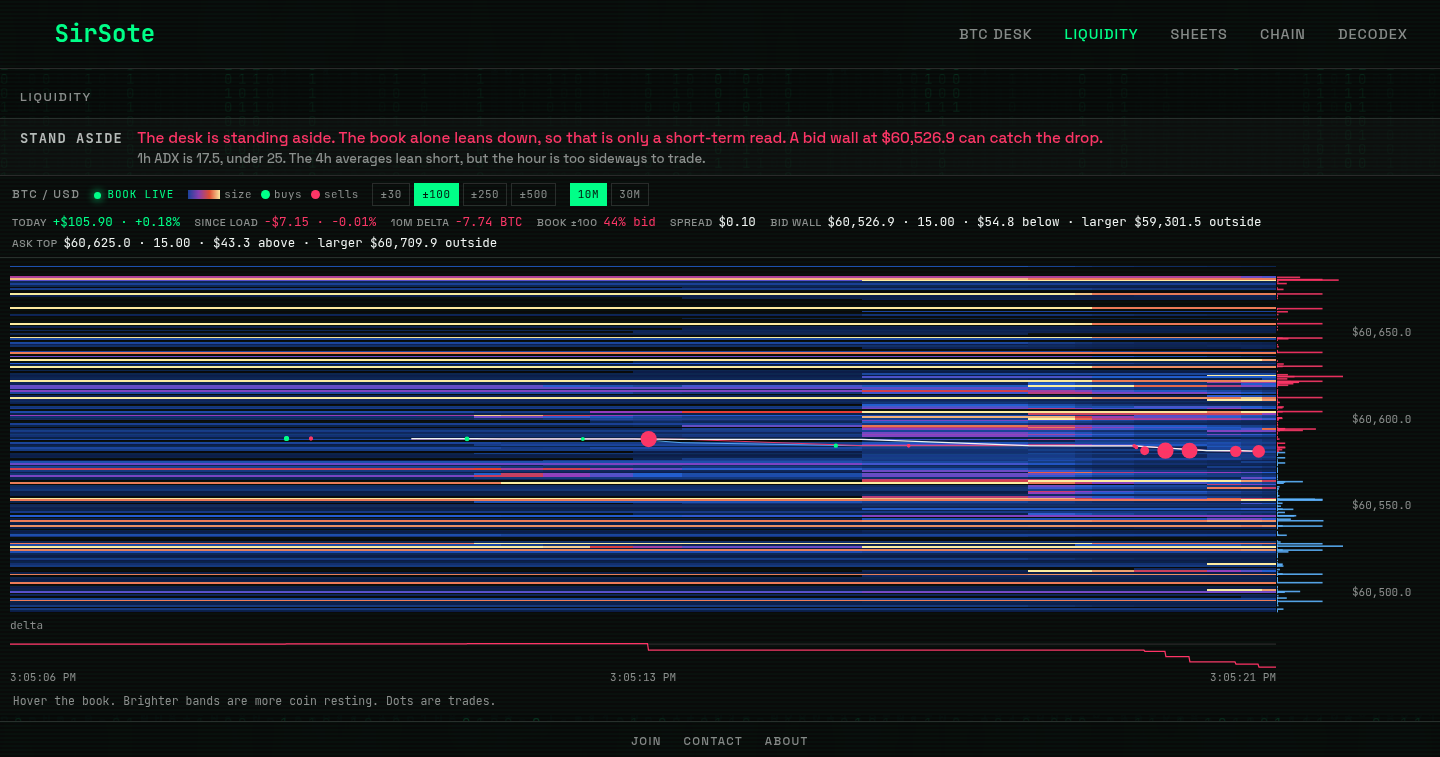 SirSote
BTC DESK LIQUIDITY SHEETS CHAIN DECODEX
LIQUIDITY
STAND ASIDE The desk is standing aside. The book alone leans down, so that is only a short-term read. A bid wall at $60,526.9 can catch the drop.
1h ADX is 17.5, under 25. The 4h averages lean short, but the hour is too sideways to trade.
BTC / USD BOOK LIVE size buys sells ±30 ±100 ±250 ±500 10M 30M
TODAY +$105.90 · +0.18% SINCE LOAD -$7.15 · -0.01% 10M DELTA -7.74 BTC BOOK ±100 44% bid SPREAD $0.10 BID WALL $60,526.9 · 15.00 · $54.8 below · larger $59,301.5 outside
ASK TOP $60,625.0 · 15.00 · $43.3 above · larger $60,709.9 outside
$60,650.0
$60,600.0
$60,550.0
$60,500.0
delta
3:05:06 PM 3:05:13 PM 3:05:21 PM
Hover the book. Brighter bands are more coin resting. Dots are trades.
JOIN CONTACT ABOUT